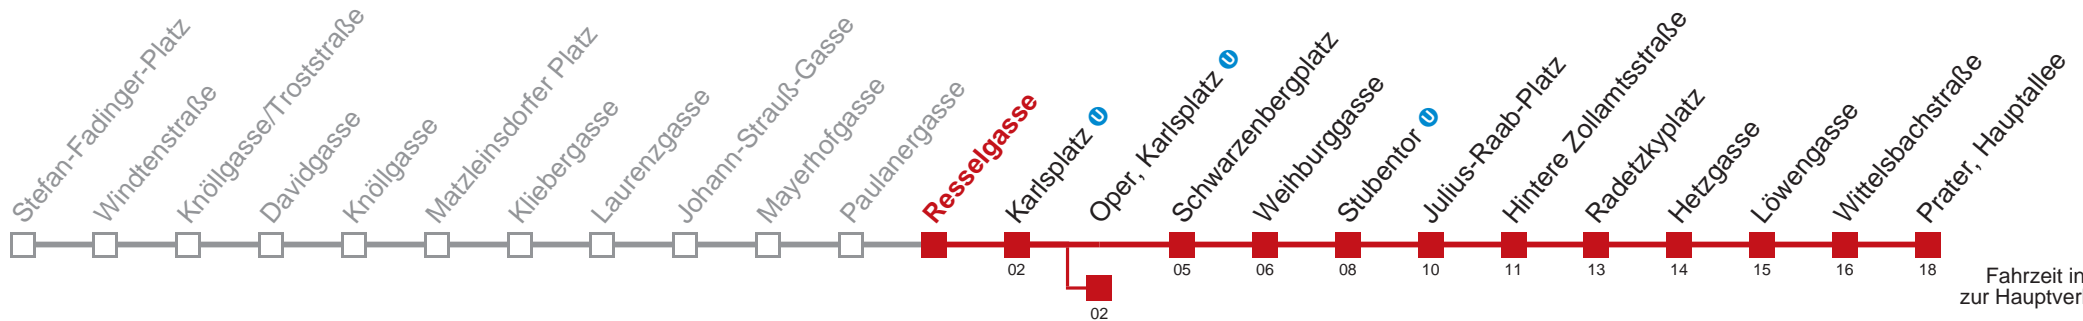 Stefan-Fadinger-Platz
Windtenstraße
Knöllgasse/Troststraße
Davidgasse
Knöllgasse
Matzleinsdorfer Platz
Kliebergasse
Laurenzgasse
Johann-Strauß-Gasse
Mayerhofgasse
Paulanergasse
Resselgasse
Karlsplatz U
Oper, Karlsplatz U
Schwarzenbergplatz
Weihburggasse
Stubentor U
Julius-Raab-Platz
Hintere Zollamtsstraße
Radetzkyplatz
Hetzgasse
Löwengasse
Wittelsbachstraße
Prater, Hauptallee
02 05 06 08 10 11 13 14 15 16 18
02
Fahrzeit in
zur Hauptver